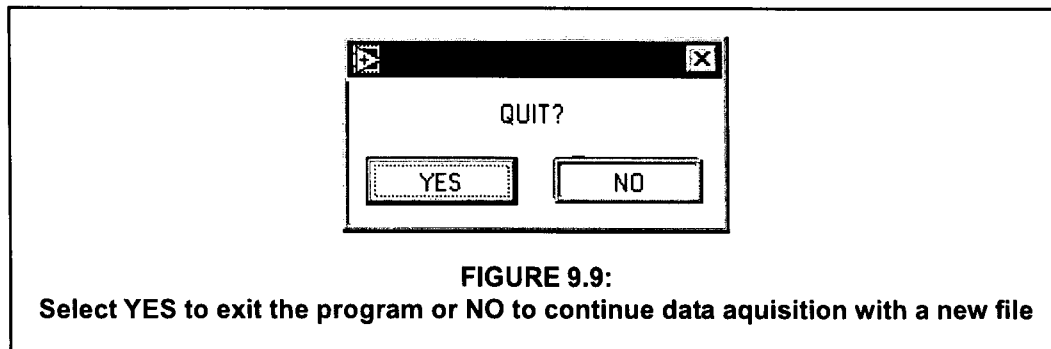 QUIT?
YES NO
FIGURE 9.9:
Select YES to exit the program or NO to continue data aquisition with a new file